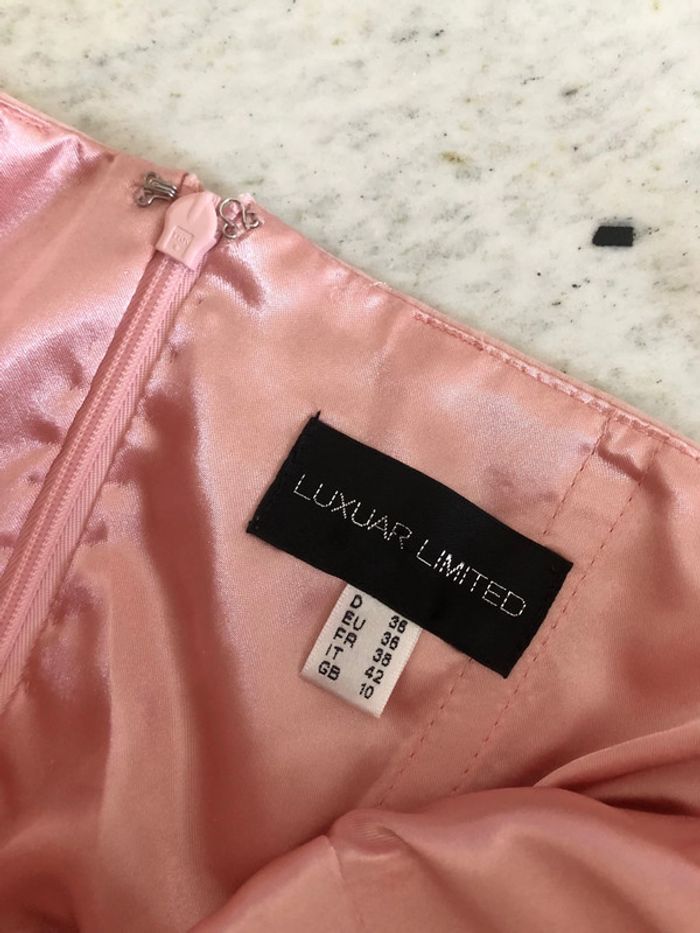 LUXUAR LIMITED
D 36
EU 36
FR 38
IT 42
GB 10